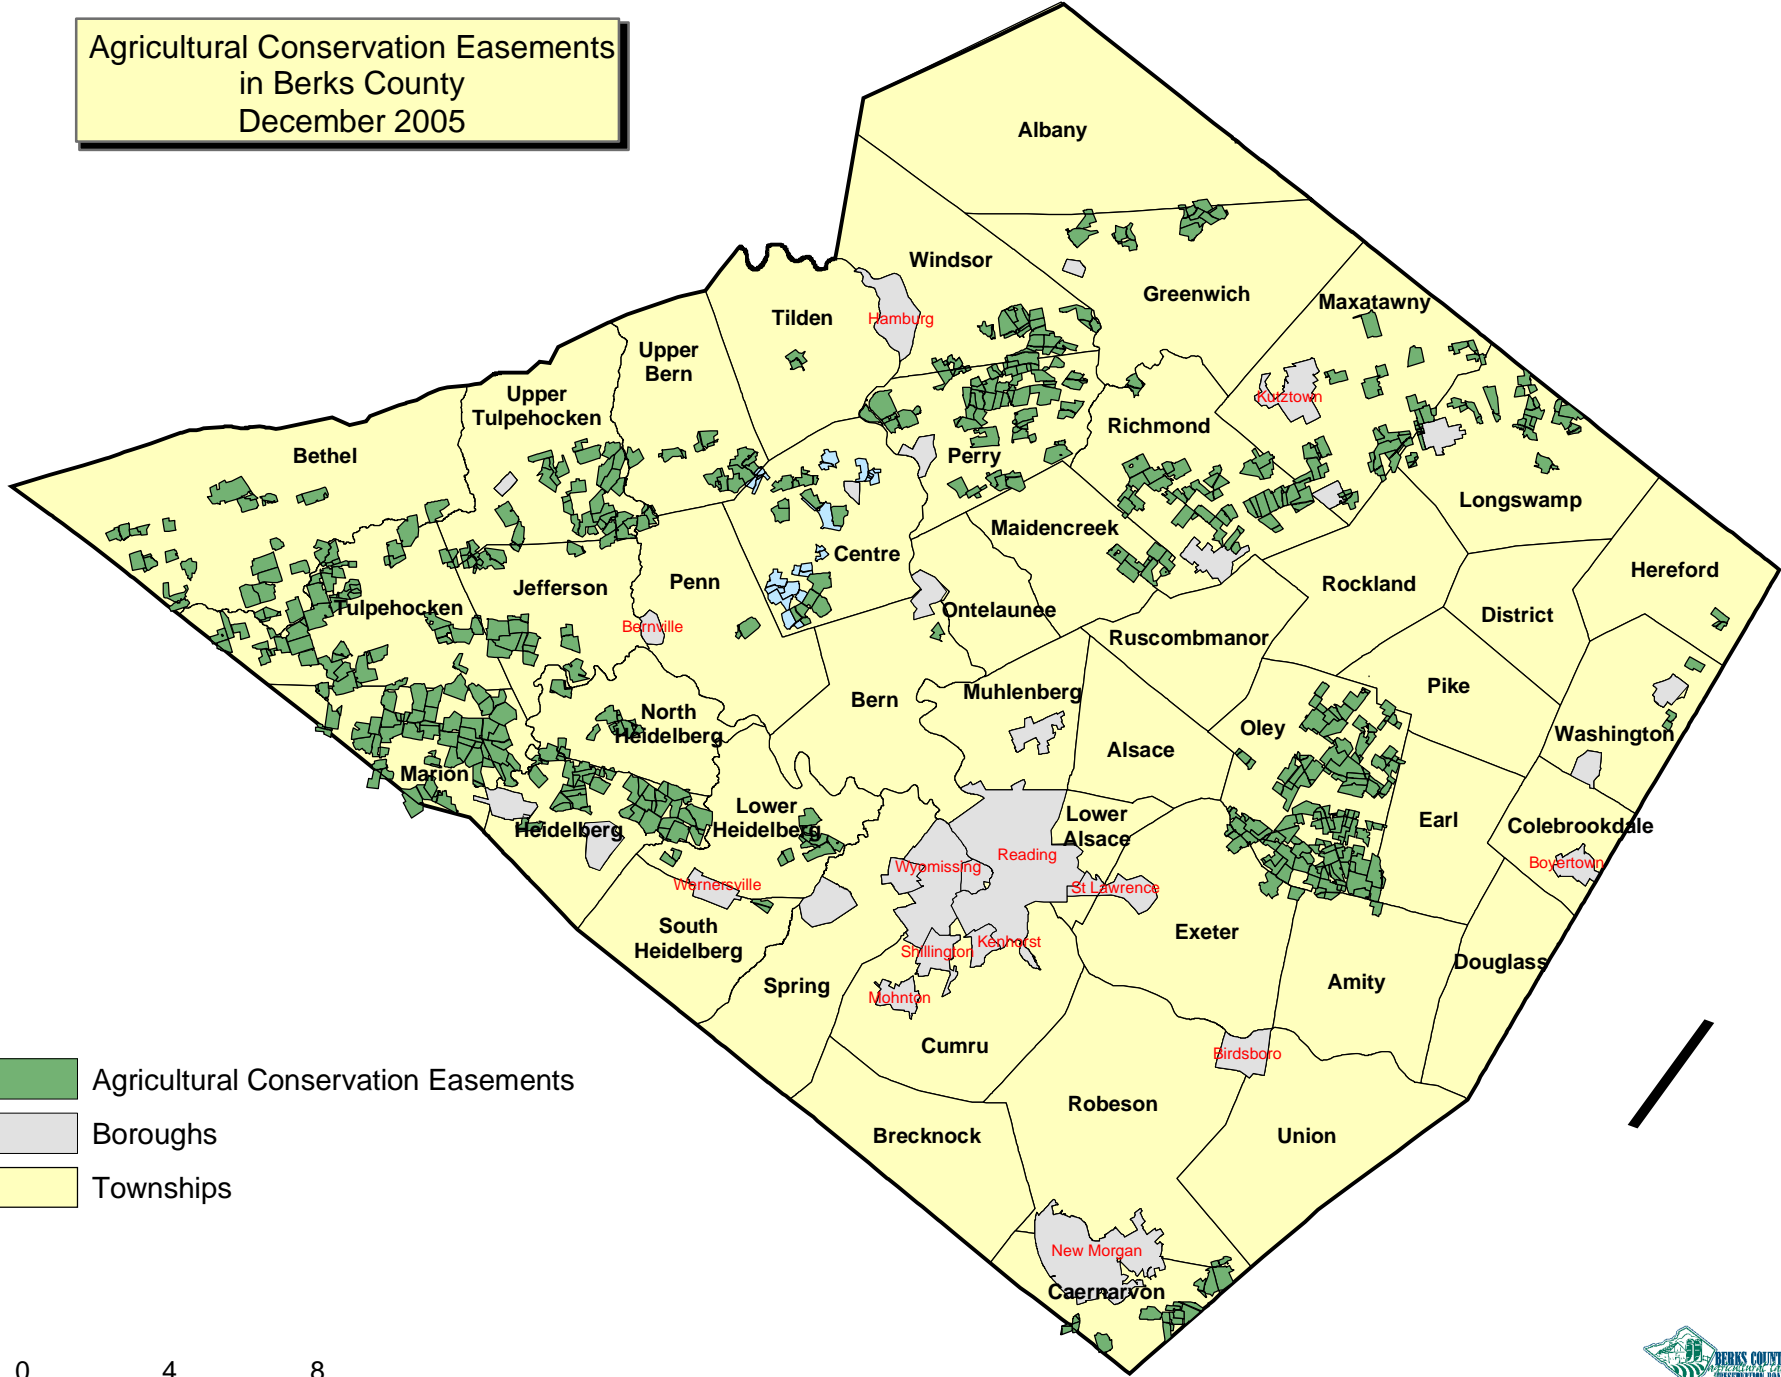 Agricultural Conservation Easements
in Berks County
December 2005
Albany
Windsor
Greenwich
Maxatawny
Tilden
Hamburg
Upper
Bern
Upper
Tulpehocken
Kutztown
Richmond
Bethel
Perry
Longswamp
Maidencreek
Centre
Hereford
Penn
Jefferson
Rockland
Tulpehocken
Ontelaunee
District
Bernville
Ruscombmanor
Pike
Muhlenberg
Bern
North
Heidelberg
Oley
Washington
Alsace
Marion
Lower
Heidelberg
Lower
Alsace
Earl
Colebrookdale
Heidelberg
Reading
Boyertown
Wyomissing
Wernersville
St Lawrence
South
Heidelberg
Exeter
Kenhorst
Shillington
Douglass
Amity
Spring
Mohnton
Cumru
Birdsboro
Agricultural Conservation Easements
Robeson
Boroughs
Brecknock
Union
Townships
New Morgan
Caernarvon
0 4 8
BERKS COUNT